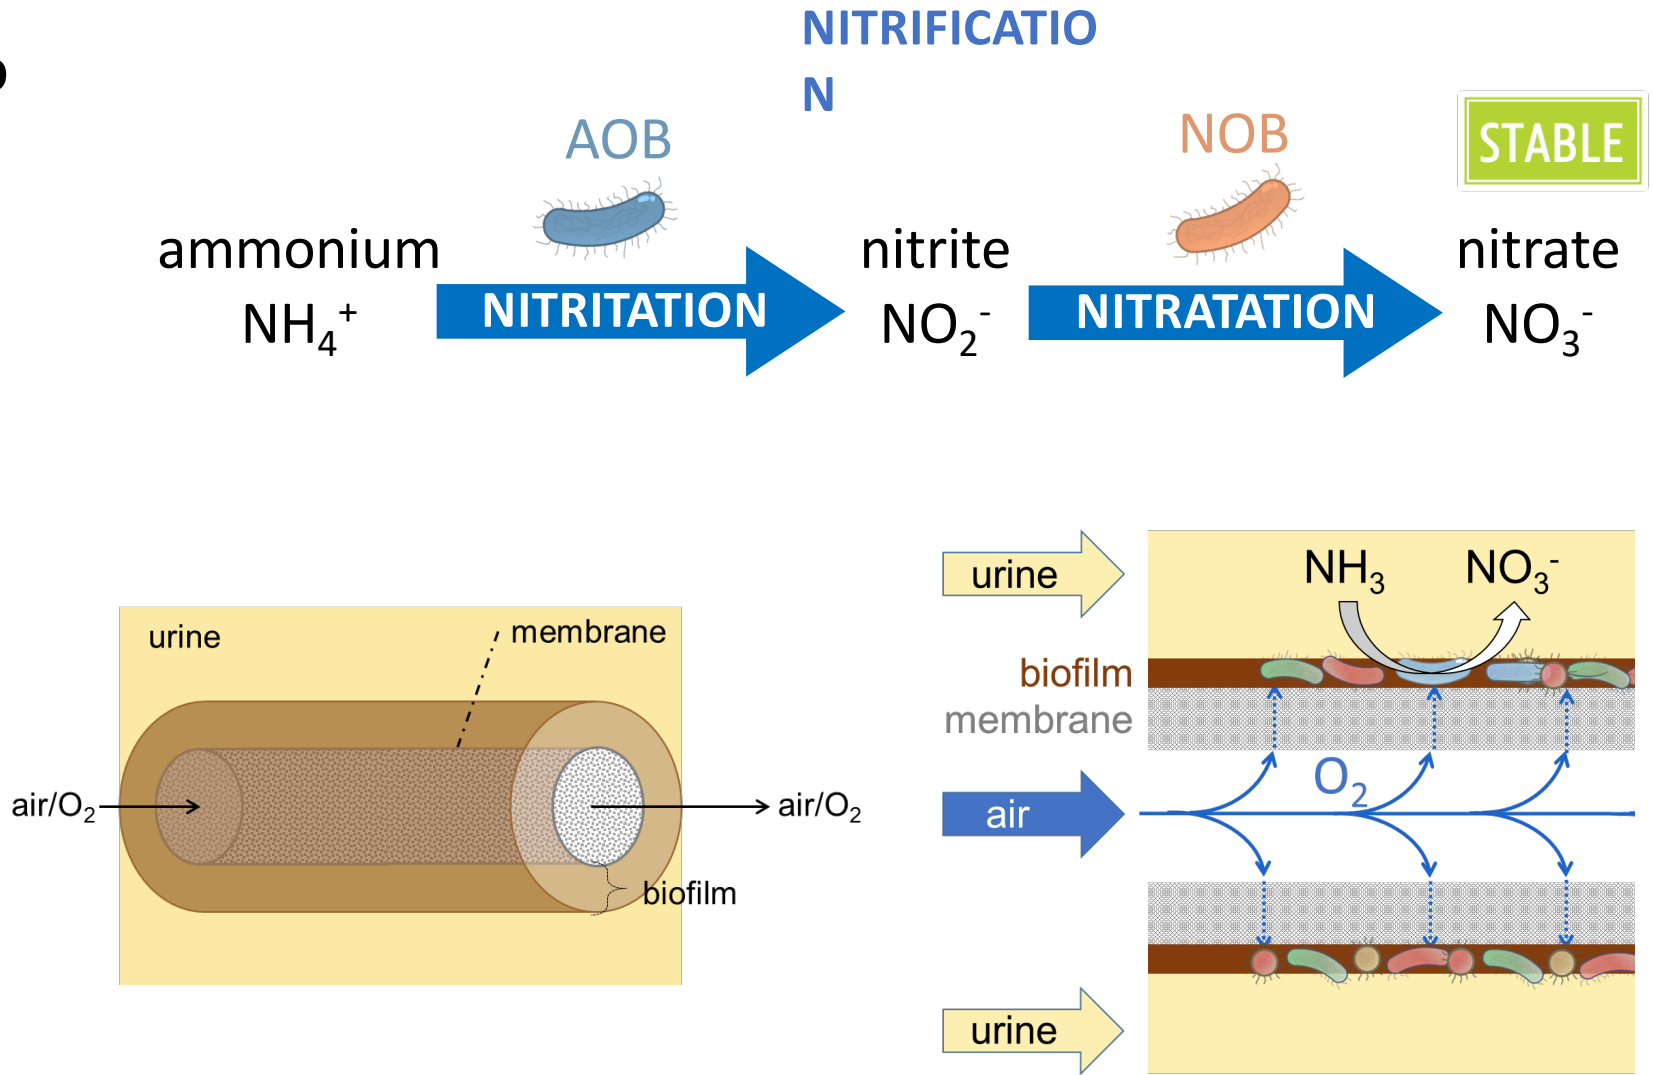 NITRIFICATIO
N
AOB
NOB
STABLE
ammonium
nitrite
nitrate
NH₄⁺
NITRITATION
NO₂⁻
NITRATATION
NO₃⁻
urine
NH₃
NO₃⁻
urine
membrane
biofilm
membrane
air/O₂
air/O₂
air
O₂
biofilm
urine